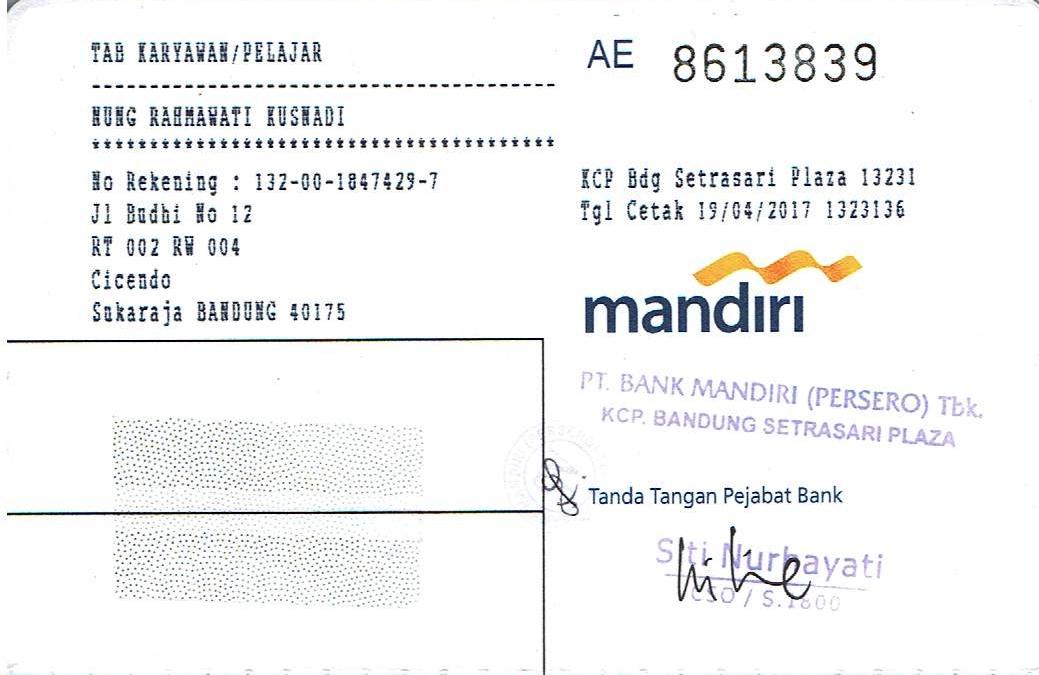 TAB KARYAWAN/PELAJAR
----------------------------------------
NUNG RAHMAWATI KUSNADI
****************************************
No Rekening : 132-00-1847429-7
Jl Budhi No 12
RT 002 RW 004
Cicendo
Sukaraja BANDUNG 40175
AE 8613839
KCP Bdg Setrasari Plaza 13231
Tgl Cetak 19/04/2017 1323136
mandiri
PT. BANK MANDIRI (PERSERO) Tbk.
KCP. BANDUNG SETRASARI PLAZA
Tanda Tangan Pejabat Bank
Siti Nurhayati
CSO / S.1800